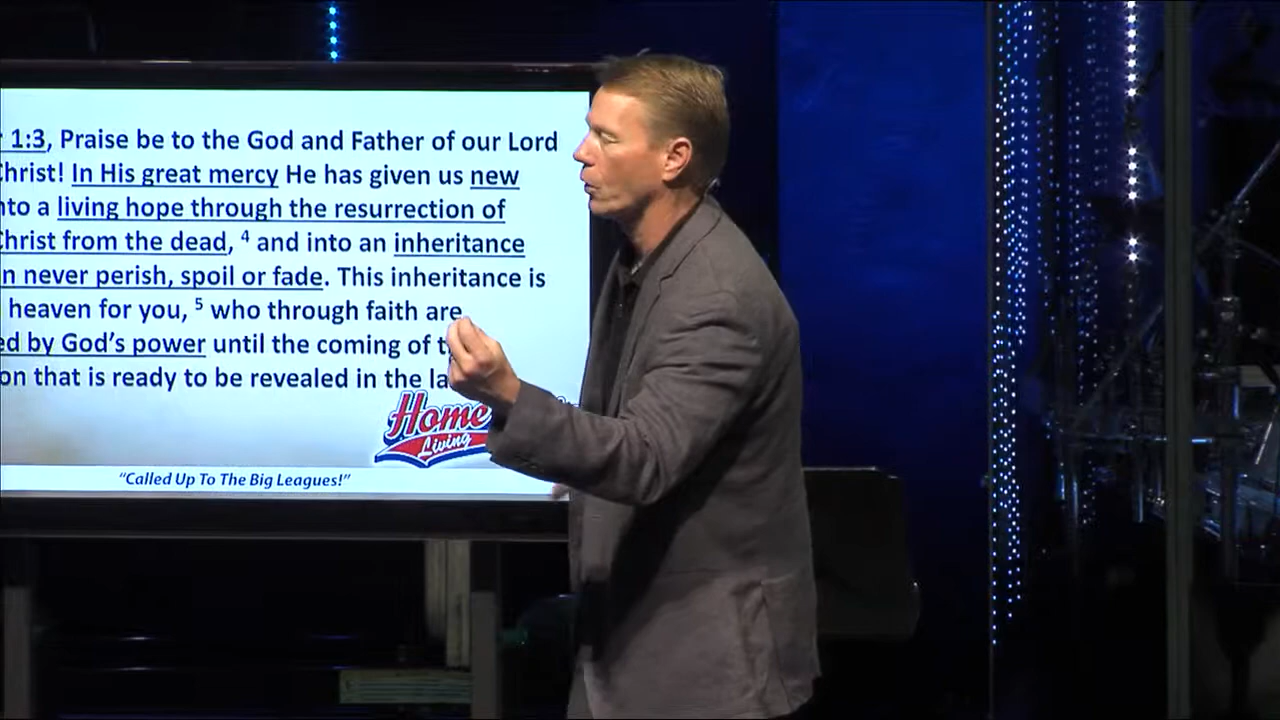 1:3, Praise be to the God and Father of our Lord
Christ! In His great mercy He has given us new
a living hope through the resurrection of
Christ from the dead, 4 and into an inheritance
never perish, spoil or fade. This inheritance is
heaven for you, 5 who through faith are
by God's power until the coming of
that is ready to be revealed in the
Home
Living
"Called Up To The Big Leagues!"